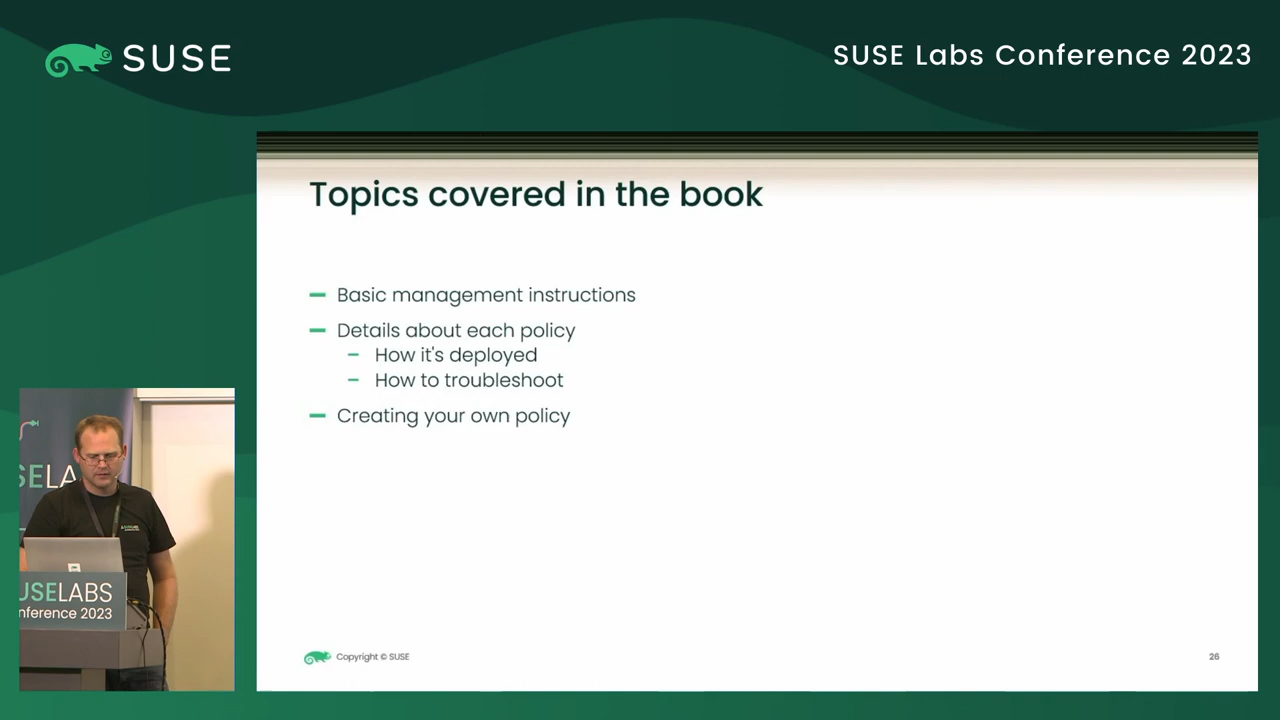 SUSE
SUSE Labs Conference 2023
Topics covered in the book
Basic management instructions
Details about each policy
How it's deployed
How to troubleshoot
Creating your own policy
SELA
USELABS
nference 2023
Copyright © SUSE
26